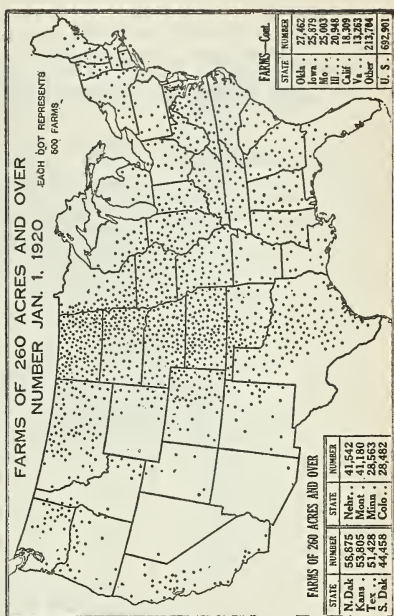 FARMS OF 260 ACRES AND OVER
NUMBER JAN. 1, 1920
EACH DOT REPRESENTS
500 FARMS
FARMS OF 260 ACRES AND OVER
STATE NUMBER STATE NUMBER
N. Dak 58,875 Nebr.. 41,542
Kans.. 53,805 Mont. 41,180
Tex .. 51,428 Minn. 28,563
S. Dak 44,458 Colo.. 28,482
FARMS—Cont.
STATE NUMBER
Okla 27,462
Iowa 25,879
Mo .. 25,003
Ill... 20,948
Calif 18,309
Va .. 13,263
Other 213,704
U. S. 692,901